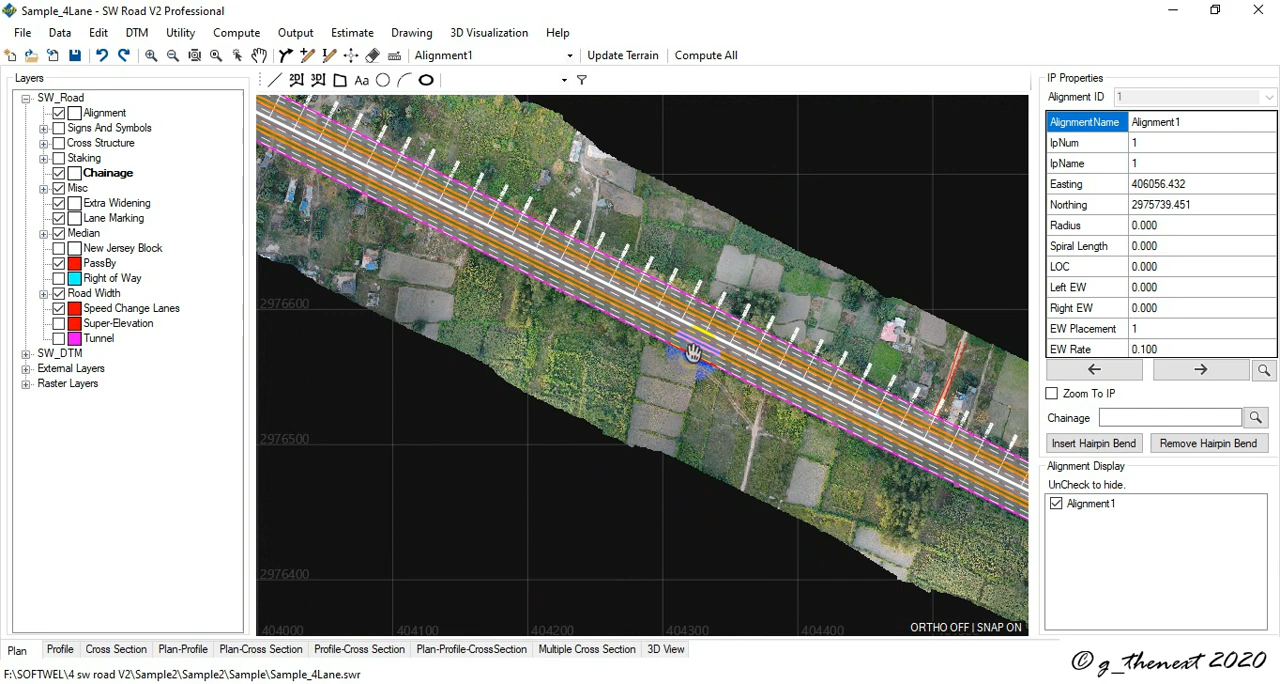 Sample_4Lane - SW Road V2 Professional
File Data Edit DTM Utility Compute Output Estimate Drawing 3D Visualization Help
Alignment1 Update Terrain Compute All
Layers
SW_Road
Alignment
Signs And Symbols
Cross Structure
Staking
Chainage
Misc
Extra Widening
Lane Marking
Median
New Jersey Block
PassBy
Right of Way
Road Width
Speed Change Lanes
Super-Elevation
Tunnel
SW_DTM
External Layers
Raster Layers
2D 3D Aa
2976600
2976500
2976400
404000 404100 404200 404300 404400
ORTHO OFF | SNAP ON
IP Properties
Alignment ID 1
AlignmentName Alignment1
IpNum 1
IpName 1
Easting 406056.432
Northing 2975739.451
Radius 0.000
Spiral Length 0.000
LOC 0.000
Left EW 0.000
Right EW 0.000
EW Placement 1
EW Rate 0.100
Zoom To IP
Chainage
Insert Hairpin Bend Remove Hairpin Bend
Alignment Display
UnCheck to hide.
Alignment1
Plan Profile Cross Section Plan-Profile Plan-Cross Section Profile-Cross Section Plan-Profile-CrossSection Multiple Cross Section 3D View
F:\SOFTWEL\4 sw road V2\Sample2\Sample2\Sample\Sample_4Lane.swr
© g_thenext 2020